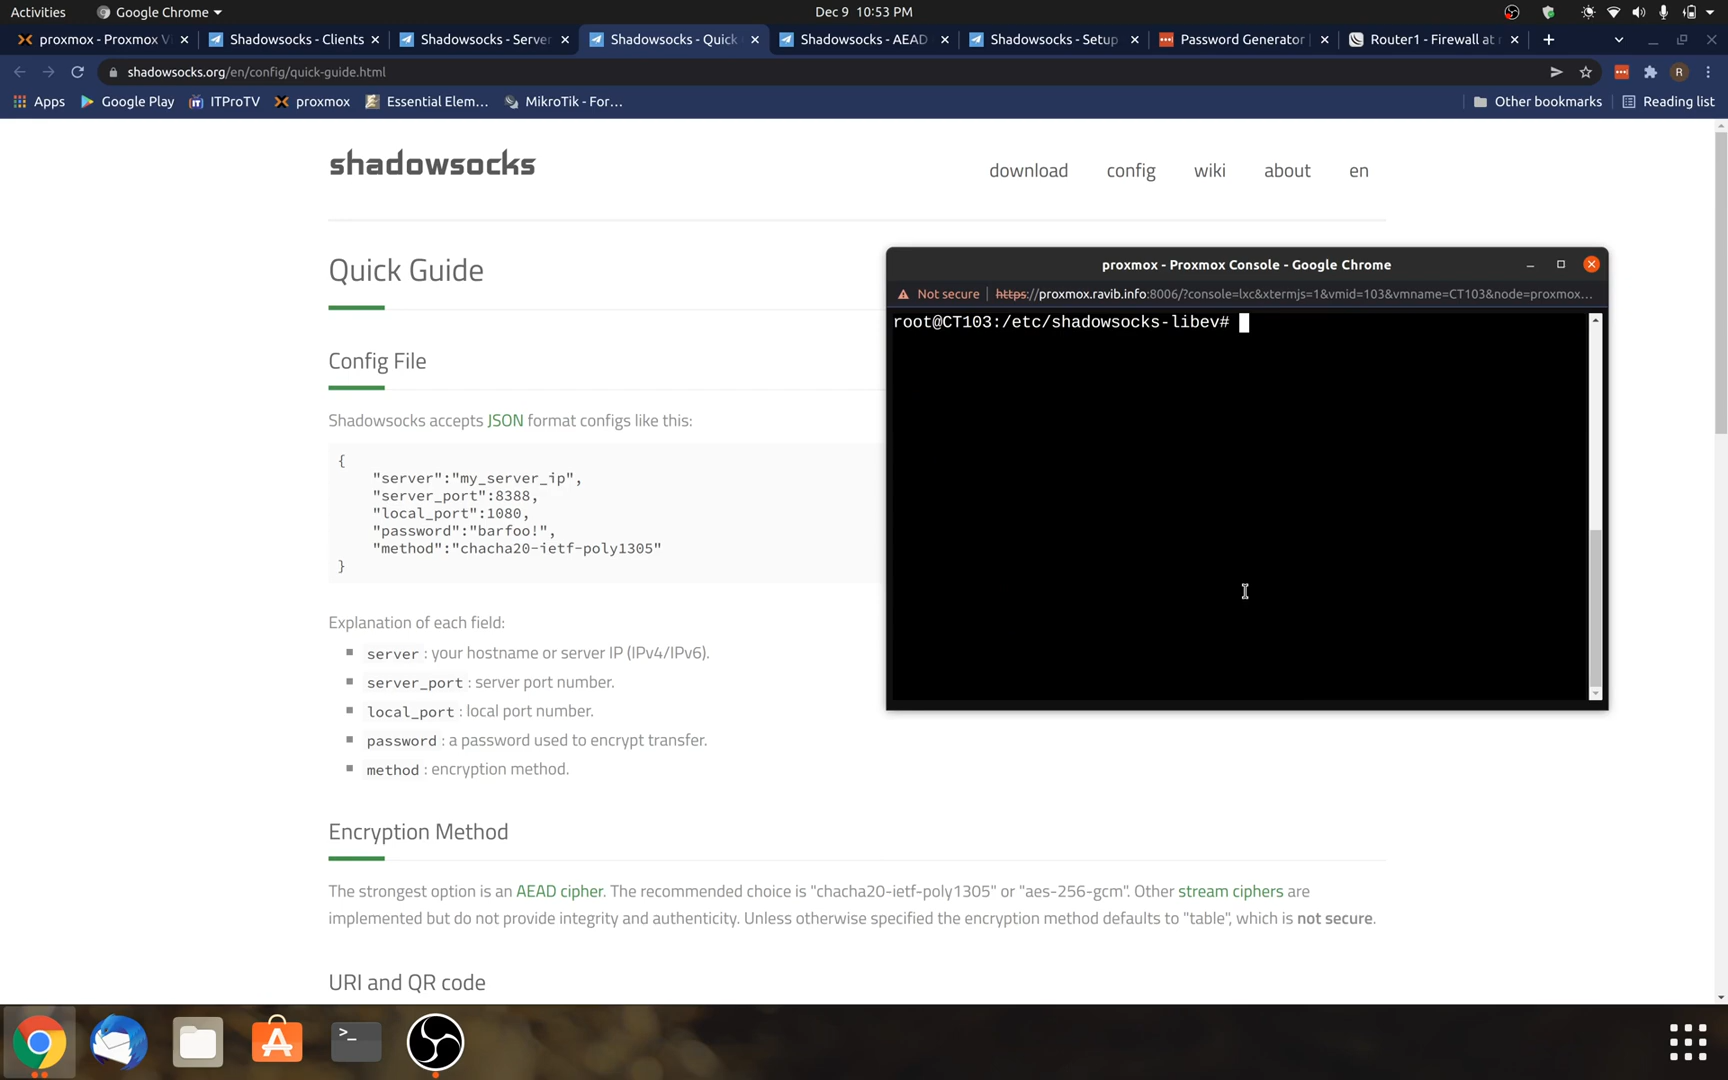 Activities
Google Chrome
Dec 9 10:53 PM
proxmox - Proxmox V
Shadowsocks - Clients
Shadowsocks - Server
Shadowsocks - Quick
Shadowsocks - AEAD
Shadowsocks - Setup
Password Generator
Router1 - Firewall at
shadowsocks.org/en/config/quick-guide.html
R
Apps
Google Play
ITProTV
proxmox
Essential Elem…
MikroTik - For…
Other bookmarks
Reading list
shadowsocks
download
config
wiki
about
en
Quick Guide
Config File
Shadowsocks accepts JSON format configs like this:
{
"server":"my_server_ip",
"server_port":8388,
"local_port":1080,
"password":"barfoo!",
"method":"chacha20-ietf-poly1305"
}
Explanation of each field:
server : your hostname or server IP (IPv4/IPv6).
server_port : server port number.
local_port : local port number.
password : a password used to encrypt transfer.
method : encryption method.
Encryption Method
The strongest option is an AEAD cipher. The recommended choice is "chacha20-ietf-poly1305" or "aes-256-gcm". Other stream ciphers are
implemented but do not provide integrity and authenticity. Unless otherwise specified the encryption method defaults to "table", which is not secure.
URI and QR code
proxmox - Proxmox Console - Google Chrome
Not secure
https://proxmox.ravib.info:8006/?console=lxc&xtermjs=1&vmid=103&vmname=CT103&node=proxmox…
root@CT103:/etc/shadowsocks-libev#